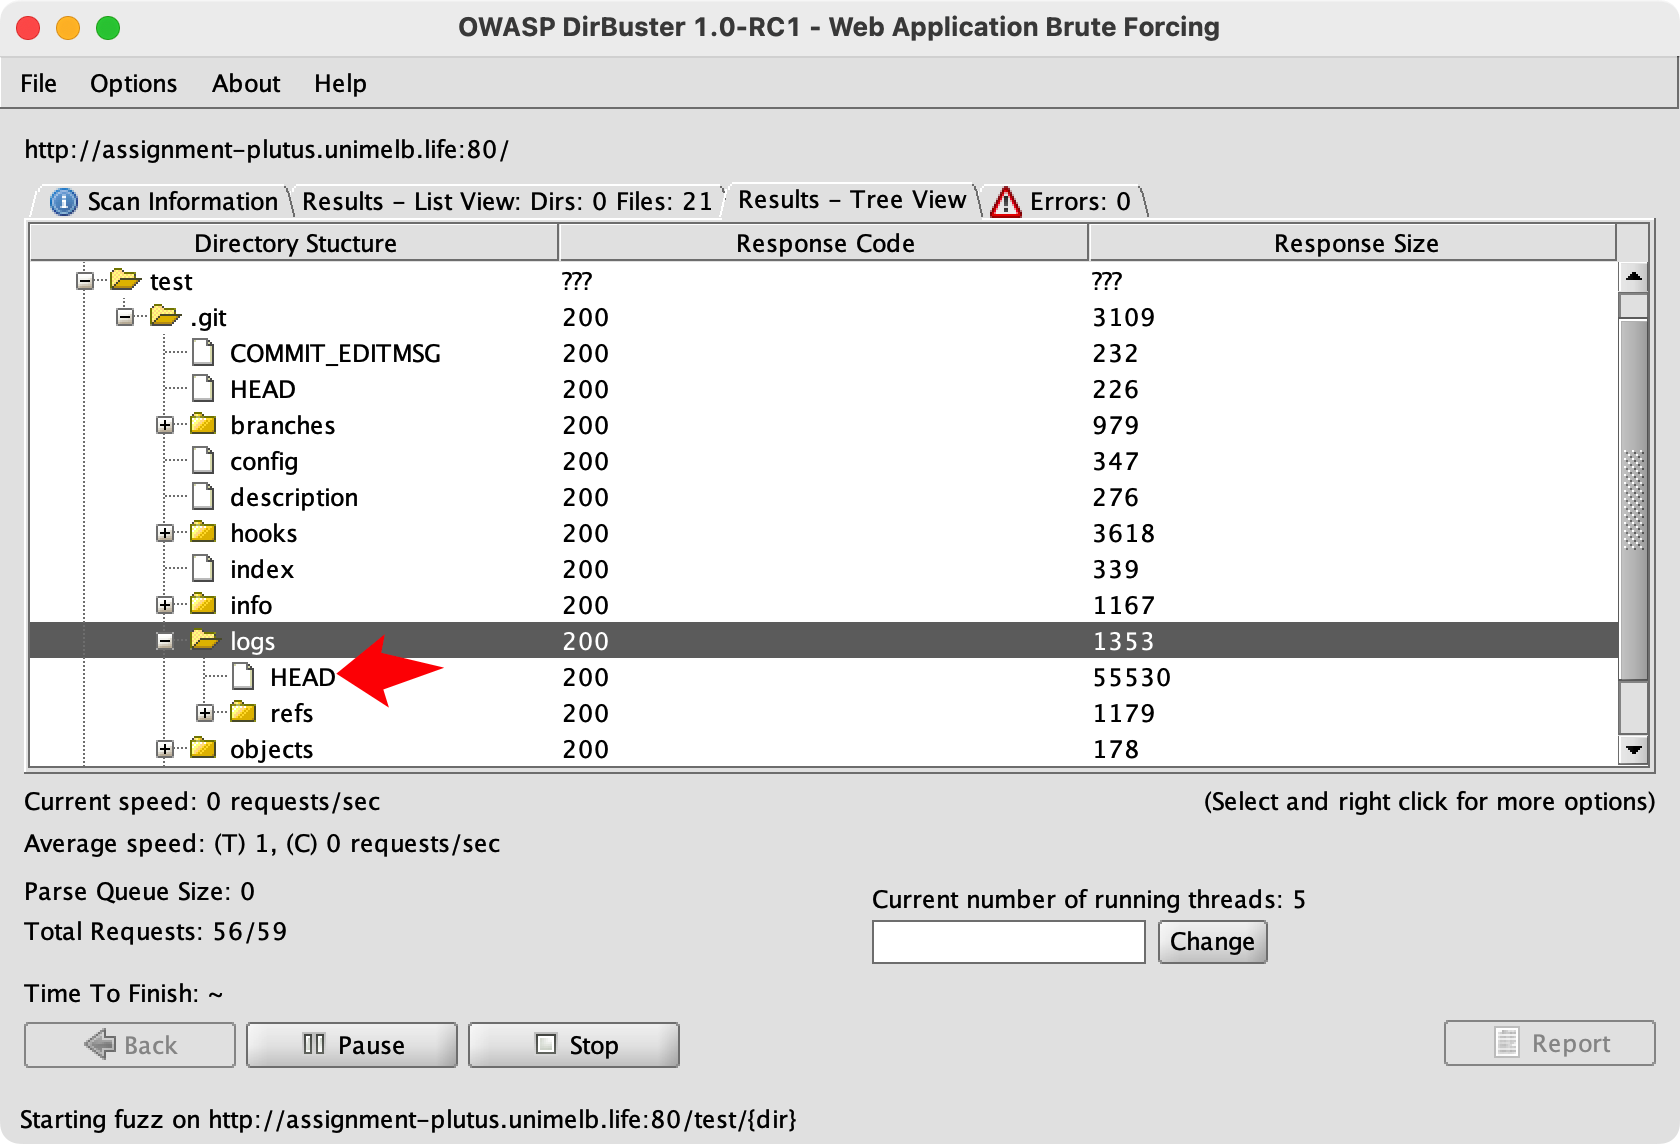 OWASP DirBuster 1.0-RC1 - Web Application Brute Forcing
File Options About Help
http://assignment-plutus.unimelb.life:80/
Scan Information Results - List View: Dirs: 0 Files: 21 Results - Tree View Errors: 0
Directory Stucture Response Code Response Size
test ??? ???
.git 200 3109
COMMIT_EDITMSG 200 232
HEAD 200 226
branches 200 979
config 200 347
description 200 276
hooks 200 3618
index 200 339
info 200 1167
logs 200 1353
HEAD 200 55530
refs 200 1179
objects 200 178
Current speed: 0 requests/sec (Select and right click for more options)
Average speed: (T) 1, (C) 0 requests/sec
Parse Queue Size: 0 Current number of running threads: 5
Total Requests: 56/59 Change
Time To Finish: ~
Back Pause Stop Report
Starting fuzz on http://assignment-plutus.unimelb.life:80/test/{dir}